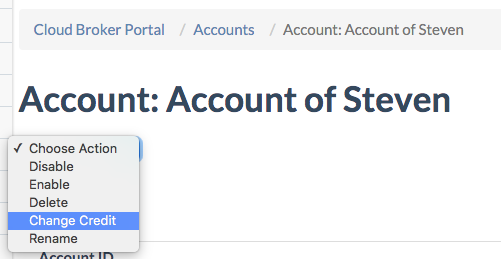 Cloud Broker Portal / Accounts / Account: Account of Steven
Account: Account of Steven
✓ Choose Action
Disable
Enable
Delete
Change Credit
Rename
Account ID